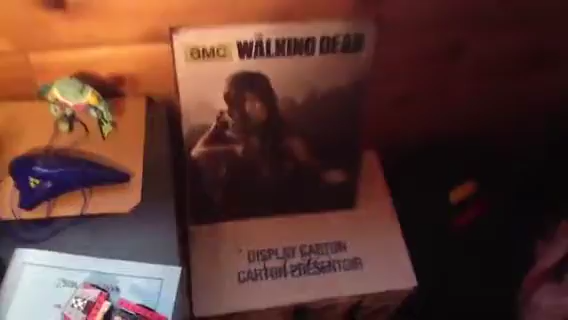 AMC THE WALKING DEAD
DISPLAY CARTON
CARTON PRÉSENTOIR